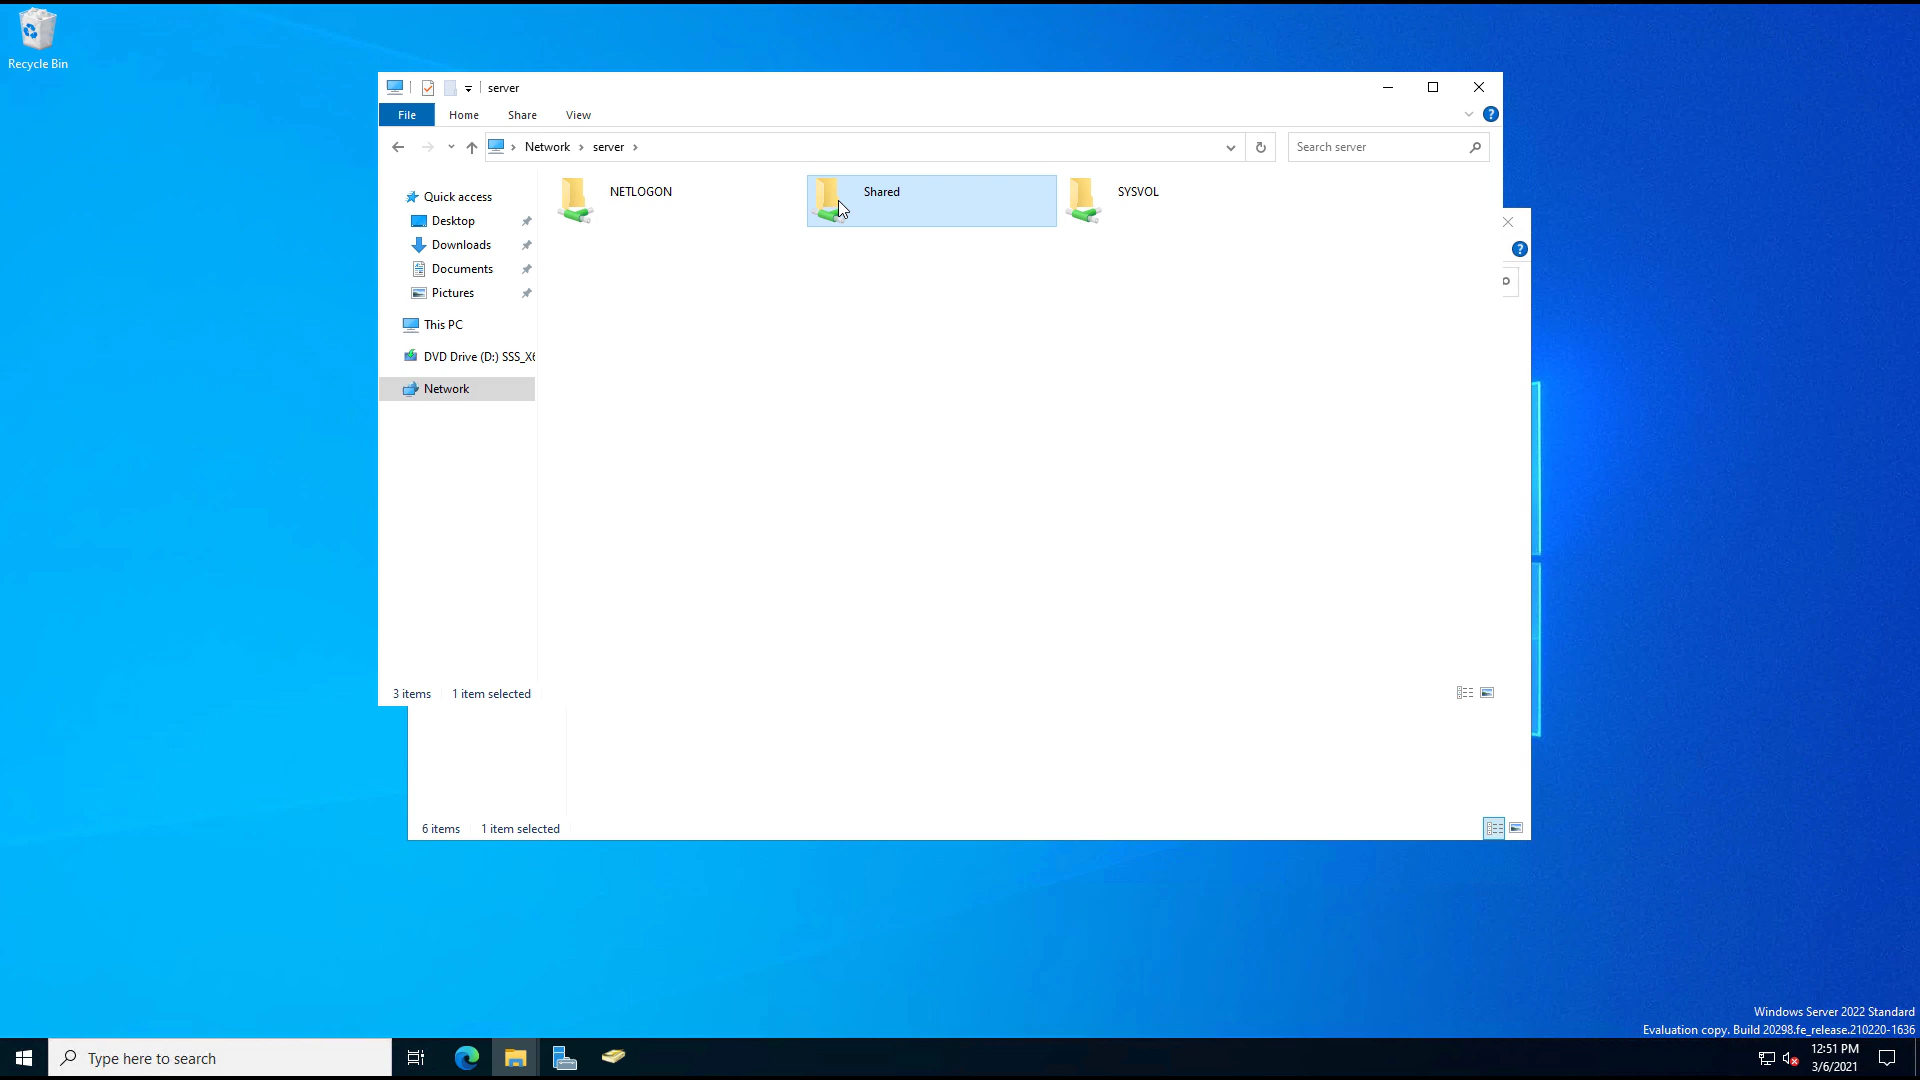 Recycle Bin
server
File
Home
Share
View
Network
server
Search server
Quick access
Desktop
Downloads
Documents
Pictures
This PC
DVD Drive (D:) SSS_X6
Network
NETLOGON
Shared
SYSVOL
3 items
1 item selected
6 items
1 item selected
Windows Server 2022 Standard
Evaluation copy. Build 20298.fe_release.210220-1636
Type here to search
12:51 PM
3/6/2021